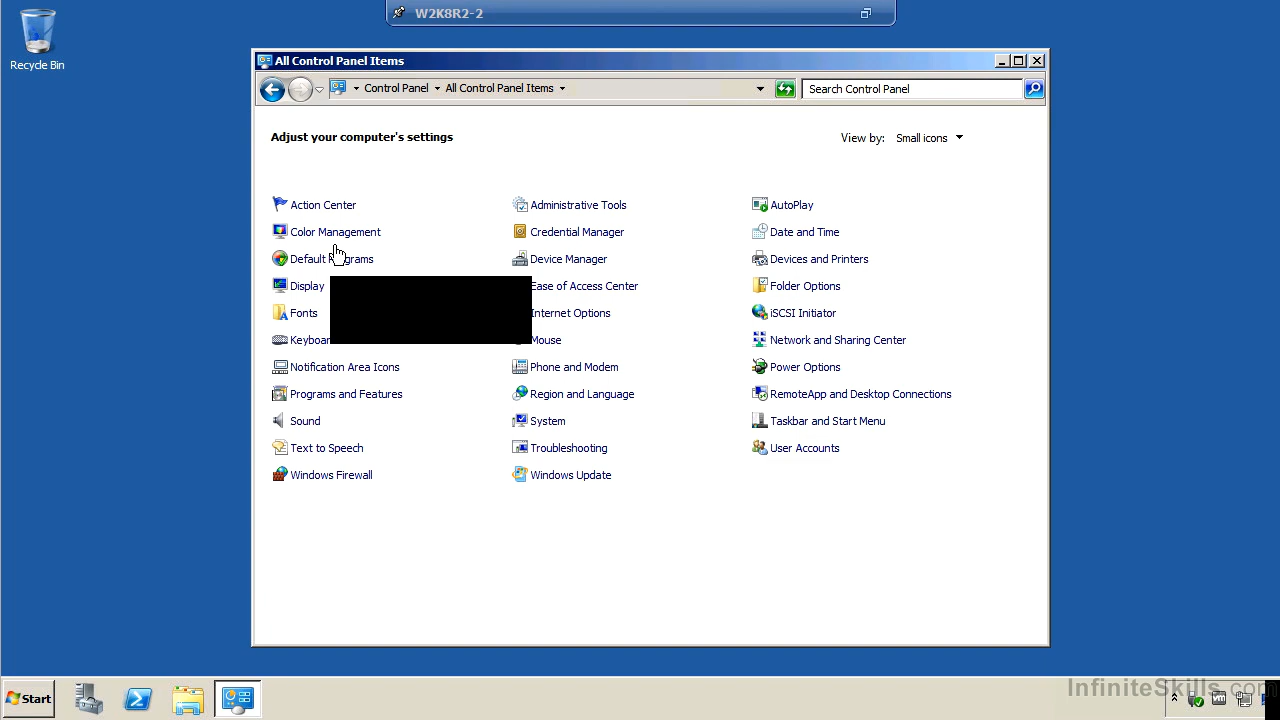 W2K8R2-2
Recycle Bin
All Control Panel Items
Control Panel All Control Panel Items
Search Control Panel
Adjust your computer's settings
View by: Small icons
Action Center
Administrative Tools
AutoPlay
Color Management
Credential Manager
Date and Time
Default
Device Manager
Devices and Printers
Display
Ease of Access Center
Folder Options
Fonts
Internet Options
iSCSI Initiator
Mouse
Network and Sharing Center
Notification Area Icons
Phone and Modem
Power Options
Programs and Features
Region and Language
RemoteApp and Desktop Connections
Sound
System
Taskbar and Start Menu
Text to Speech
Troubleshooting
User Accounts
Windows Firewall
Windows Update
Start
InfiniteSkills.com